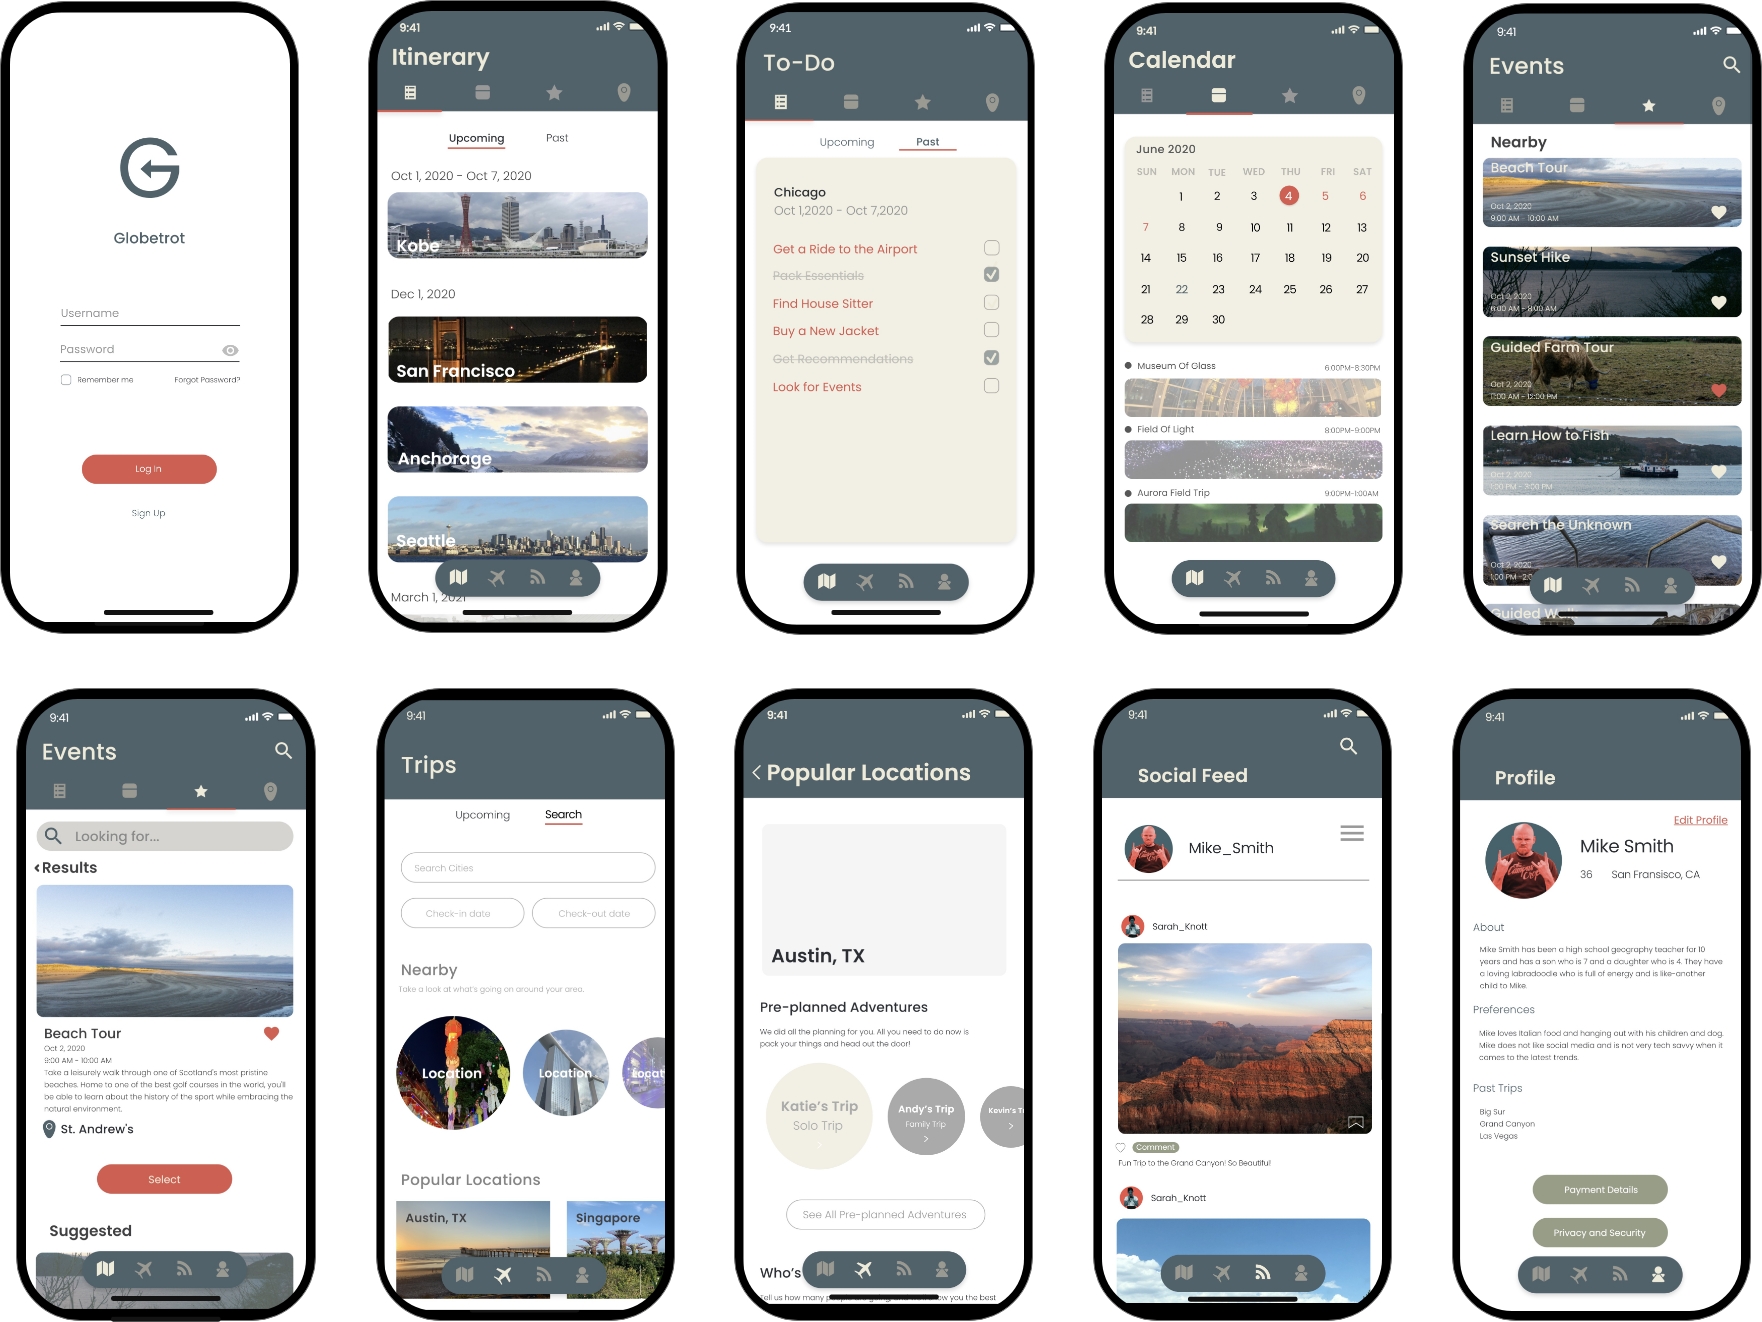 Globetrot
Username
Password
Remember me Forgot Password?
Log In
Sign Up
9:41
Itinerary
Upcoming Past
Oct 1, 2020 - Oct 7, 2020
Kobe
Dec 1, 2020
San Francisco
Anchorage
Seattle
March 1, 2021
9:41
To-Do
Upcoming Past
Chicago
Oct 1,2020 - Oct 7,2020
Get a Ride to the Airport
Pack Essentials
Find House Sitter
Buy a New Jacket
Get Recommendations
Look for Events
9:41
Calendar
June 2020
SUN MON TUE WED THU FRI SAT
1 2 3 4 5 6
7 8 9 10 11 12 13
14 15 16 17 18 19 20
21 22 23 24 25 26 27
28 29 30
Museum Of Glass 6:00PM-8:30PM
Field Of Light 8:00PM-9:00PM
Aurora Field Trip 9:00PM-1:00AM
9:41
Events
Nearby
Beach Tour
Oct 2, 2020
9:00 AM - 10:00 AM
Sunset Hike
Oct 2, 2020
6:00 AM - 8:00 AM
Guided Farm Tour
Oct 2, 2020
11:00 AM - 12:00 PM
Learn How to Fish
Oct 2, 2020
1:00 PM - 3:00 PM
Search the Unknown
Oct 2, 2020
1:00 PM
Guided
9:41
Events
Looking for...
Results
Beach Tour
Oct 2, 2020
9:00 AM - 10:00 AM
Take a leisurely walk through one of Scotland's most pristine
beaches. Home to one of the best golf courses in the world, you'll
be able to learn about the history of the sport while embracing the
natural environment.
St. Andrew's
Select
Suggested
9:41
Trips
Upcoming Search
Search Cities
Check-in date Check-out date
Nearby
Take a look at what's going on around your area.
Location Location Locat
Popular Locations
Austin, TX Singapore
9:41
Popular Locations
Austin, TX
Pre-planned Adventures
We did all the planning for you. All you need to do now is
pack your things and head out the door!
Katie's Trip
Solo Trip
Andy's Trip
Family Trip
Kevin's Tr
See All Pre-planned Adventures
Who's
Tell us how many people are going, you the best
9:41
Social Feed
Mike_Smith
Sarah_Knott
Comment
Fun Trip to the Grand Canyon! So Beautiful!
Sarah_Knott
9:41
Profile
Edit Profile
Mike Smith
36 San Fransisco, CA
About
Mike Smith has been a high school geography teacher for 10
years and has a son who is 7 and a daughter who is 4. They have
a loving labradoodle who is full of energy and is like-another
child to Mike.
Preferences
Mike loves Italian food and hanging out with his children and dog.
Mike does not like social media and is not very tech savvy when it
comes to the latest trends.
Past Trips
Big Sur
Grand Canyon
Las Vegas
Payment Details
Privacy and Security